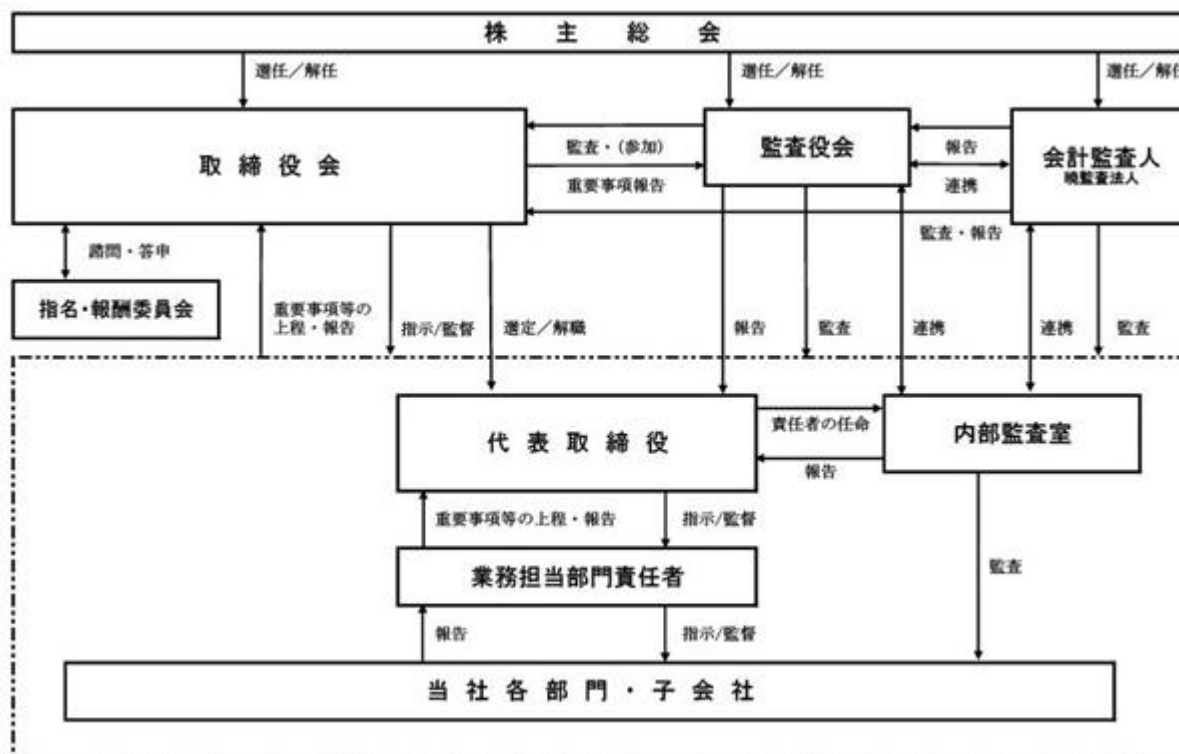 株主総会
選任／解任
選任／解任
選任／解任
取締役会
監査・(参加)
重要事項報告
監査役会
報告
連携
会計監査人
暁監査法人
監査・報告
諮問・答申
指名・報酬委員会
重要事項等の
上程・報告
指示/監督
選定／解職
報告
監査
連携
連携
監査
代表取締役
責任者の任命
報告
内部監査室
重要事項等の上程・報告
指示/監督
業務担当部門責任者
監査
報告
指示/監督
当社各部門・子会社